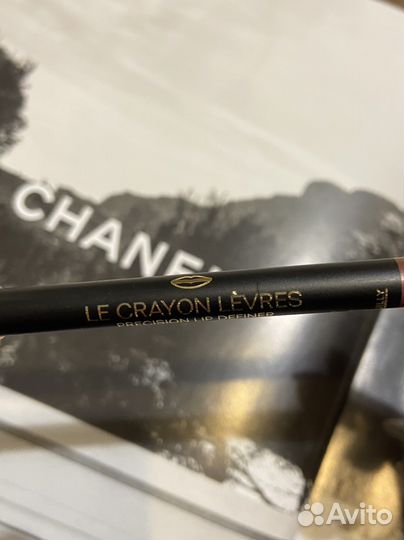 CHANEL
LE CRAYON LÈVRES
PRECISION LIP DEFINER
Avito